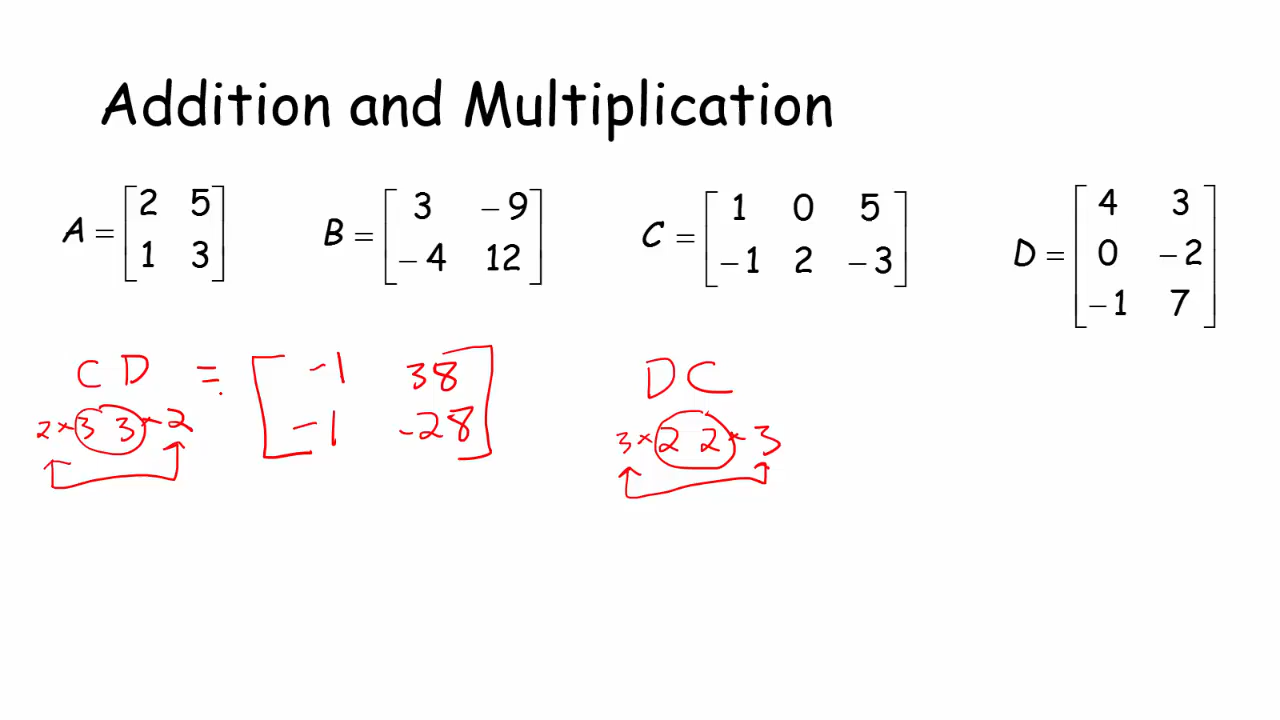 Addition and Multiplication
A = [2 5; 1 3] B = [3 -9; -4 12] C = [1 0 5; -1 2 -3] D = [4 3; 0 -2; -1 7]
CD = [-1 38; -1 -28] DC
2×3 3×2 3×2 2×3